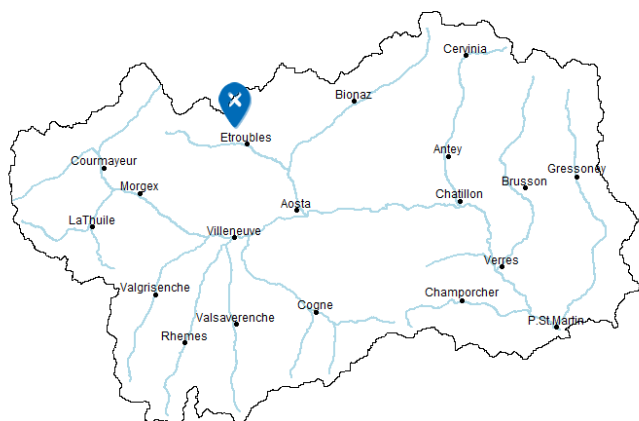 Cervinia
Bionaz
Etroubles
Antey
Courmayeur
Gressoney
Morgex
Brusson
Chatillon
Aosta
LaThuile
Villeneuve
Verres
Valgrisenche
Champorcher
Cogne
Valsaverenche
P.St.Martin
Rhemes